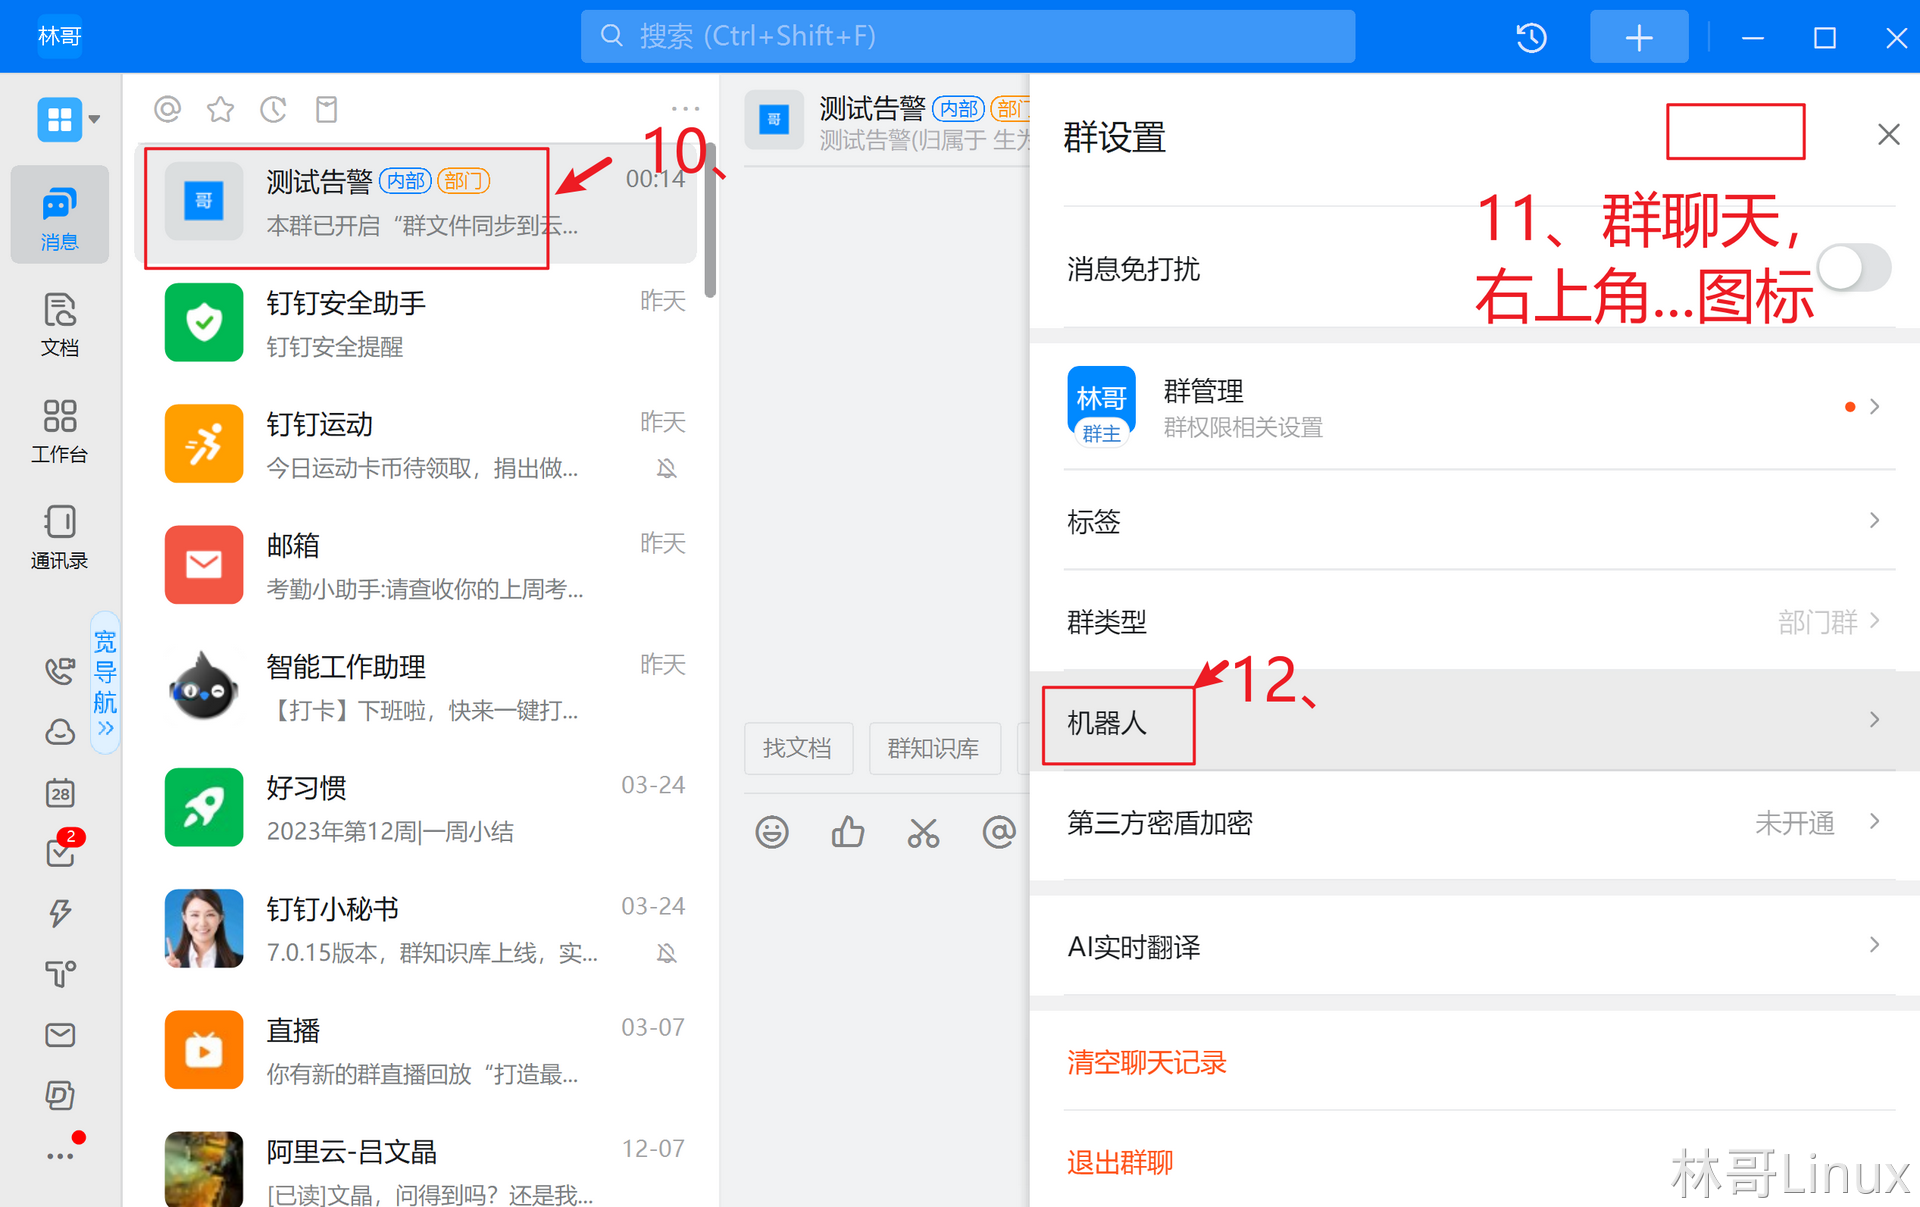 林哥
搜索 (Ctrl+Shift+F)
消息
文档
工作台
通讯录
宽导航
28
2
测试告警 内部 部门
00:14
本群已开启“群文件同步到云...
10、
钉钉安全助手
昨天
钉钉安全提醒
钉钉运动
昨天
今日运动卡币待领取，捐出做...
邮箱
昨天
考勤小助手:请查收你的上周考...
智能工作助理
昨天
【打卡】下班啦，快来一键打...
好习惯
03-24
2023年第12周|一周小结
钉钉小秘书
03-24
7.0.15版本，群知识库上线，实...
直播
03-07
你有新的群直播回放“打造最...
阿里云-吕文晶
12-07
[已读]文晶，问得到吗？还是我...
哥
哥
测试告警 内部 部门
测试告警(归属于 生为
找文档
群知识库
群设置
11、群聊天，
右上角...图标
消息免打扰
林哥
群主
群管理
群权限相关设置
标签
群类型
部门群
12、
机器人
第三方密盾加密
未开通
AI实时翻译
清空聊天记录
退出群聊
林哥Linux